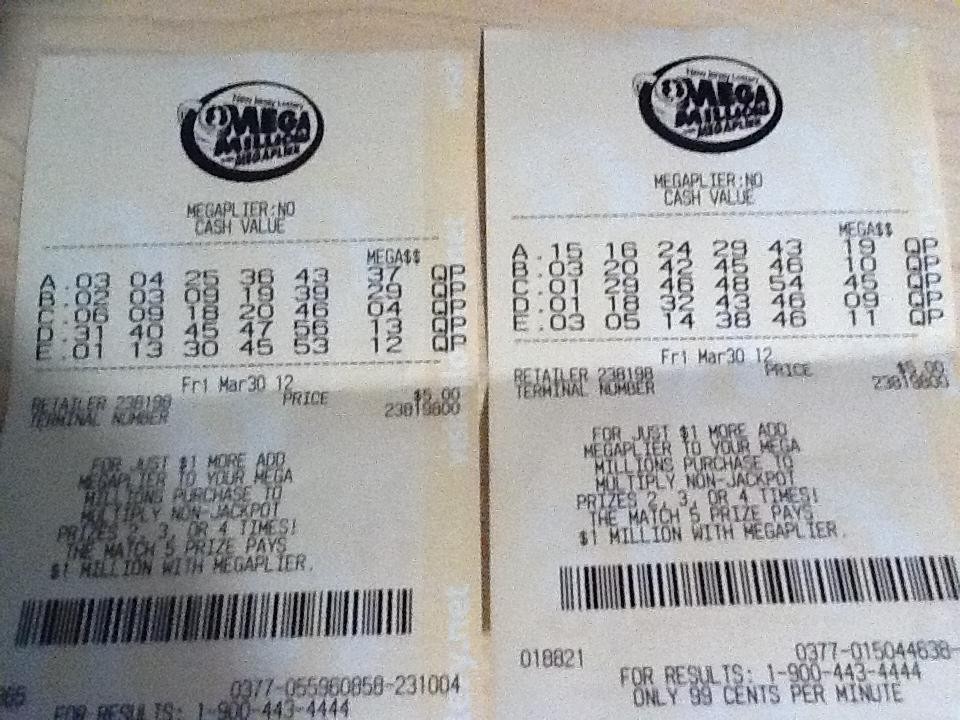 New Jersey Lottery
MEGA
MILLIONS
MEGAPLIER
MEGAPLIER:NO
CASH VALUE
MEGA$$
A.03 04 25 36 43 37 QP
B.02 03 09 19 39 29 QP
C.06 09 18 20 46 04 QP
D.31 40 45 47 56 13 QP
E.01 13 30 45 53 12 QP
Fri Mar30 12
PRICE $5.00
RETAILER 238198 23819800
TERMINAL NUMBER
FOR JUST $1 MORE ADD
MEGAPLIER TO YOUR MEGA
MILLIONS PURCHASE TO
MULTIPLY NON-JACKPOT
PRIZES 2, 3, OR 4 TIMES!
THE MATCH 5 PRIZE PAYS
$1 MILLION WITH MEGAPLIER.
0377-055960858-231004
FOR RESULTS: 1-900-443-4444
New Jersey Lottery
MEGA
MILLIONS
MEGAPLIER
MEGAPLIER:NO
CASH VALUE
MEGA$$
A.15 16 24 29 43 19 QP
B.03 20 42 45 46 10 QP
C.01 29 46 48 54 45 QP
D.01 18 32 43 46 09 QP
E.03 05 14 38 46 11 QP
Fri Mar30 12
PRICE $5.00
RETAILER 238198 23819800
TERMINAL NUMBER
FOR JUST $1 MORE ADD
MEGAPLIER TO YOUR MEGA
MILLIONS PURCHASE TO
MULTIPLY NON-JACKPOT
PRIZES 2, 3, OR 4 TIMES!
THE MATCH 5 PRIZE PAYS
$1 MILLION WITH MEGAPLIER.
018821 0377-015044638-
FOR RESULTS: 1-900-443-4444
ONLY 99 CENTS PER MINUTE